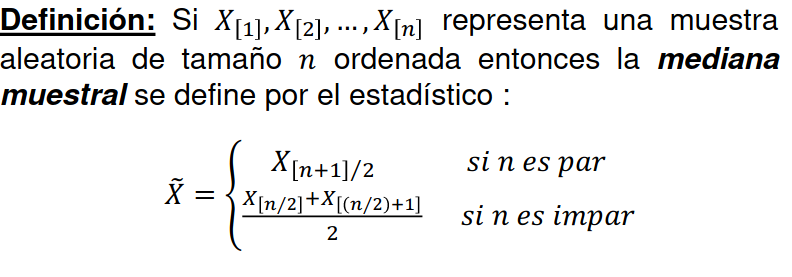 Definición: Si X[1], X[2], … , X[n] representa una muestra
aleatoria de tamaño n ordenada entonces la mediana
muestral se define por el estadístico :
X̃ = { X[n+1]/2 si n es par
(X[n/2]+X[(n/2)+1])/2 si n es impar